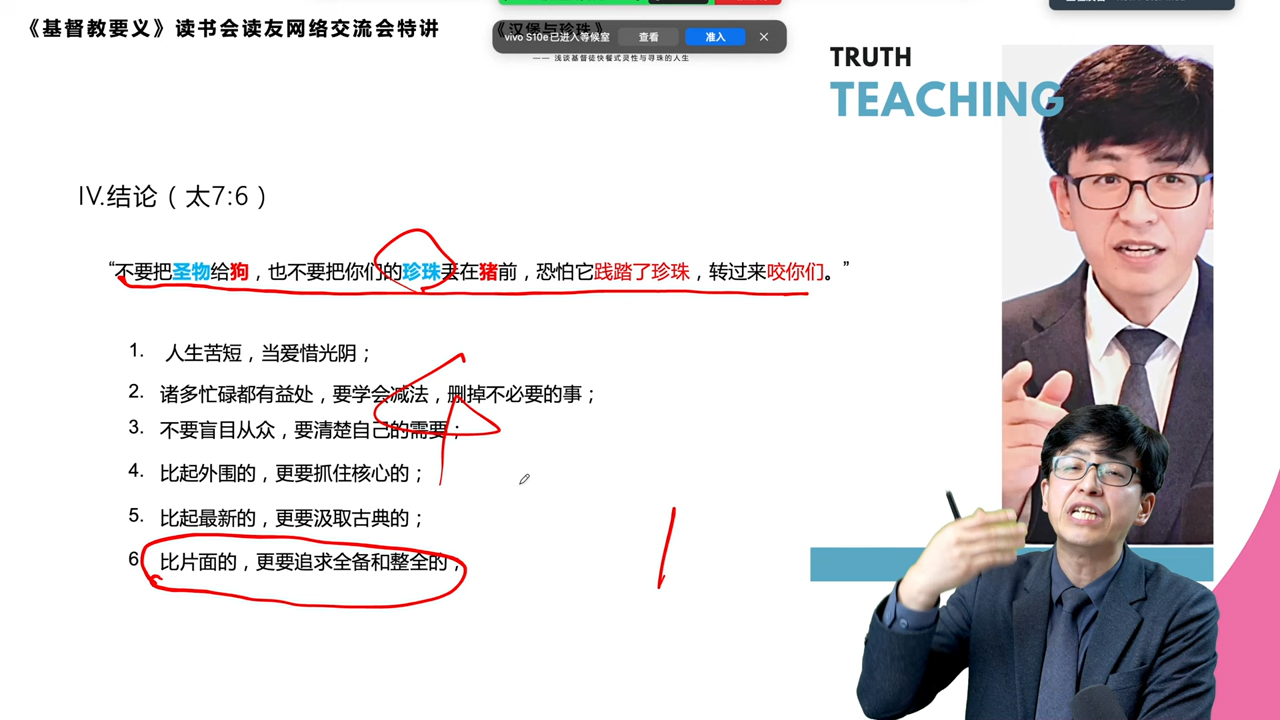 《基督教要义》读书会读友网络交流会特讲
《汉堡与珍珠》
vivo S10e已进入等候室
查看
准入
—— 浅谈基督徒快餐式灵性与寻珠的人生
TRUTH
TEACHING
IV.结论（太7:6）
“不要把圣物给狗，也不要把你们的珍珠丢在猪前，恐怕它践踏了珍珠，转过来咬你们。”
1. 人生苦短，当爱惜光阴；
2. 诸多忙碌都有益处，要学会减法，删掉不必要的事；
3. 不要盲目从众，要清楚自己的需要；
4. 比起外围的，更要抓住核心的；
5. 比起最新的，更要汲取古典的；
6. 比片面的，更要追求全备和整全的；